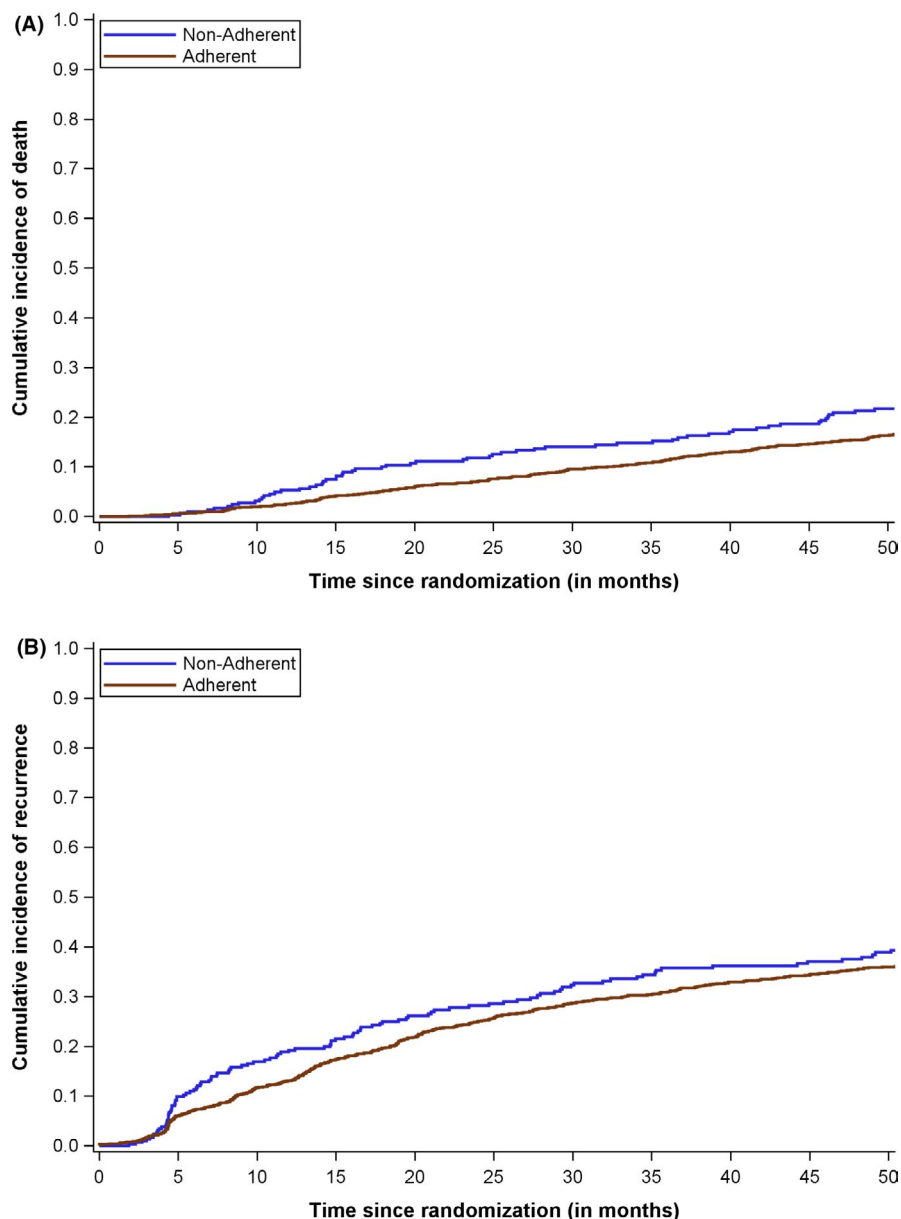 (A)
Non-Adherent
Adherent
1.0
0.9
0.8
0.7
0.6
0.5
0.4
0.3
0.2
0.1
0.0
Cumulative incidence of death
0 5 10 15 20 25 30 35 40 45 50
Time since randomization (in months)
(B)
Non-Adherent
Adherent
1.0
0.9
0.8
0.7
0.6
0.5
0.4
0.3
0.2
0.1
0.0
Cumulative incidence of recurrence
0 5 10 15 20 25 30 35 40 45 50
Time since randomization (in months)